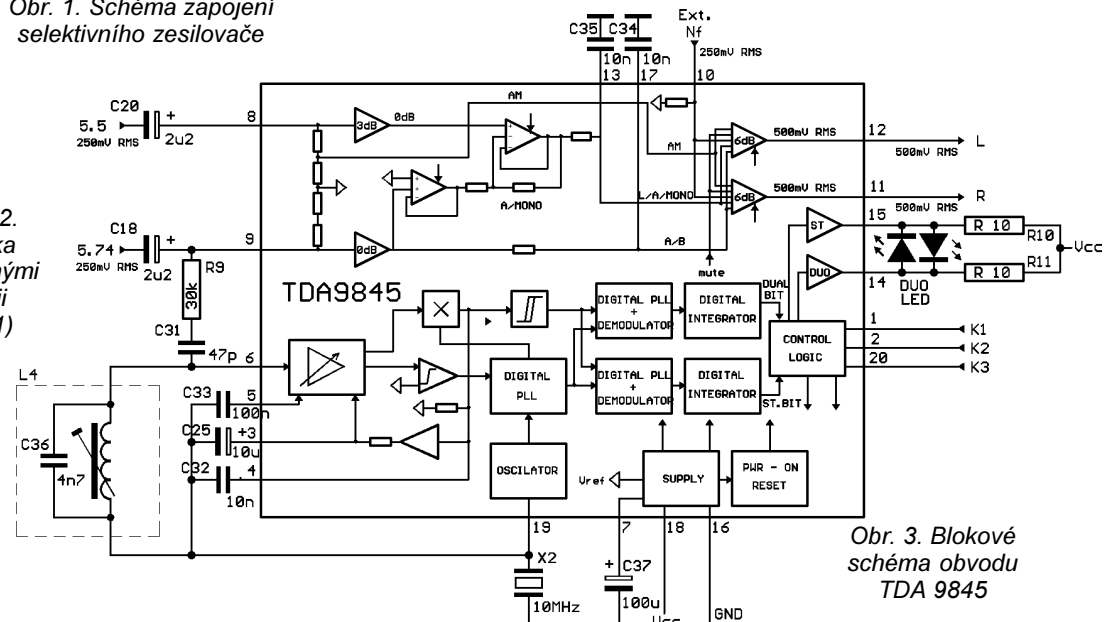 Obr. 1. Schéma zapojení
selektivního zesilovače
C35
C34
10n
10n
Ext.
Nf
250mV RMS
13
17
10
C20
+
5.5
250mV RMS
2u2
8
3dB
0dB
AM
AM
6dB
500mV RMS
12
500mV RMS
L
6dB
500mV RMS
11
500mV RMS
R
A/MONO
L/A/MONO
A/B
mute
2.
ka
nými
ji
1)
C18
+
5.74
250mV RMS
2u2
9
0dB
R9
30k
C31
47p
6
TDA9845
X
DIGITAL PLL
+
DEMODULATOR
DIGITAL
INTEGRATOR
DUAL
BIT
DIGITAL PLL
+
DEMODULATOR
DIGITAL
INTEGRATOR
ST.BIT
CONTROL
LOGIC
ST
DUO
15
14
DUO
LED
R 10
R10
R 10
R11
Vcc
1
K1
2
K2
20
K3
DIGITAL
PLL
OSCILATOR
L4
C36
4n7
C33
100n
5
C25
+3
10u
C32
4
10n
Vref
SUPPLY
PWR - ON
RESET
19
7
18
16
X2
10MHz
+
C37
100u
Vcc
GND
Obr. 3. Blokové
schéma obvodu
TDA 9845